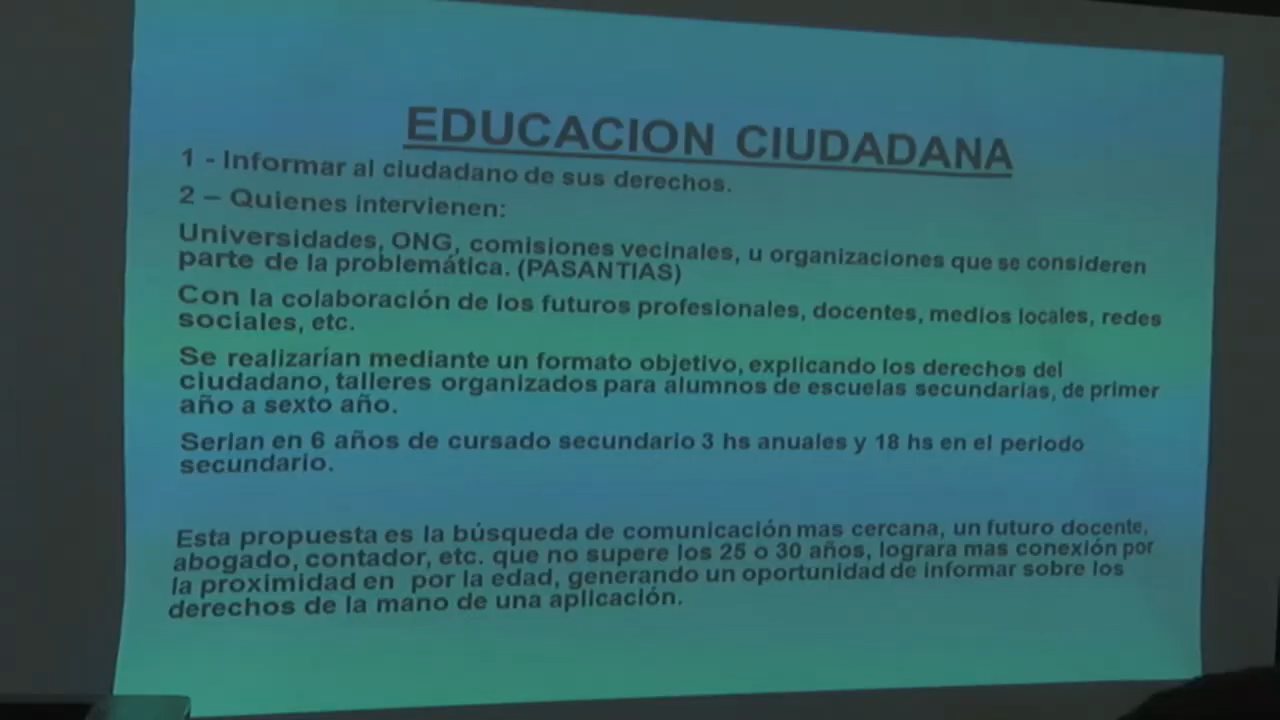 EDUCACION CIUDADANA
1 - Informar al ciudadano de sus derechos.
2 – Quienes intervienen:
Universidades, ONG, comisiones vecinales, u organizaciones que se consideren
parte de la problemática. (PASANTIAS)
Con la colaboración de los futuros profesionales, docentes, medios locales, redes
sociales, etc.
Se realizarían mediante un formato objetivo, explicando los derechos del
ciudadano, talleres organizados para alumnos de escuelas secundarias, de primer
año a sexto año.
Serian en 6 años de cursado secundario 3 hs anuales y 18 hs en el periodo
secundario.
Esta propuesta es la búsqueda de comunicación mas cercana, un futuro docente,
abogado, contador, etc. que no supere los 25 o 30 años, lograra mas conexión por
la proximidad en por la edad, generando un oportunidad de informar sobre los
derechos de la mano de una aplicación.